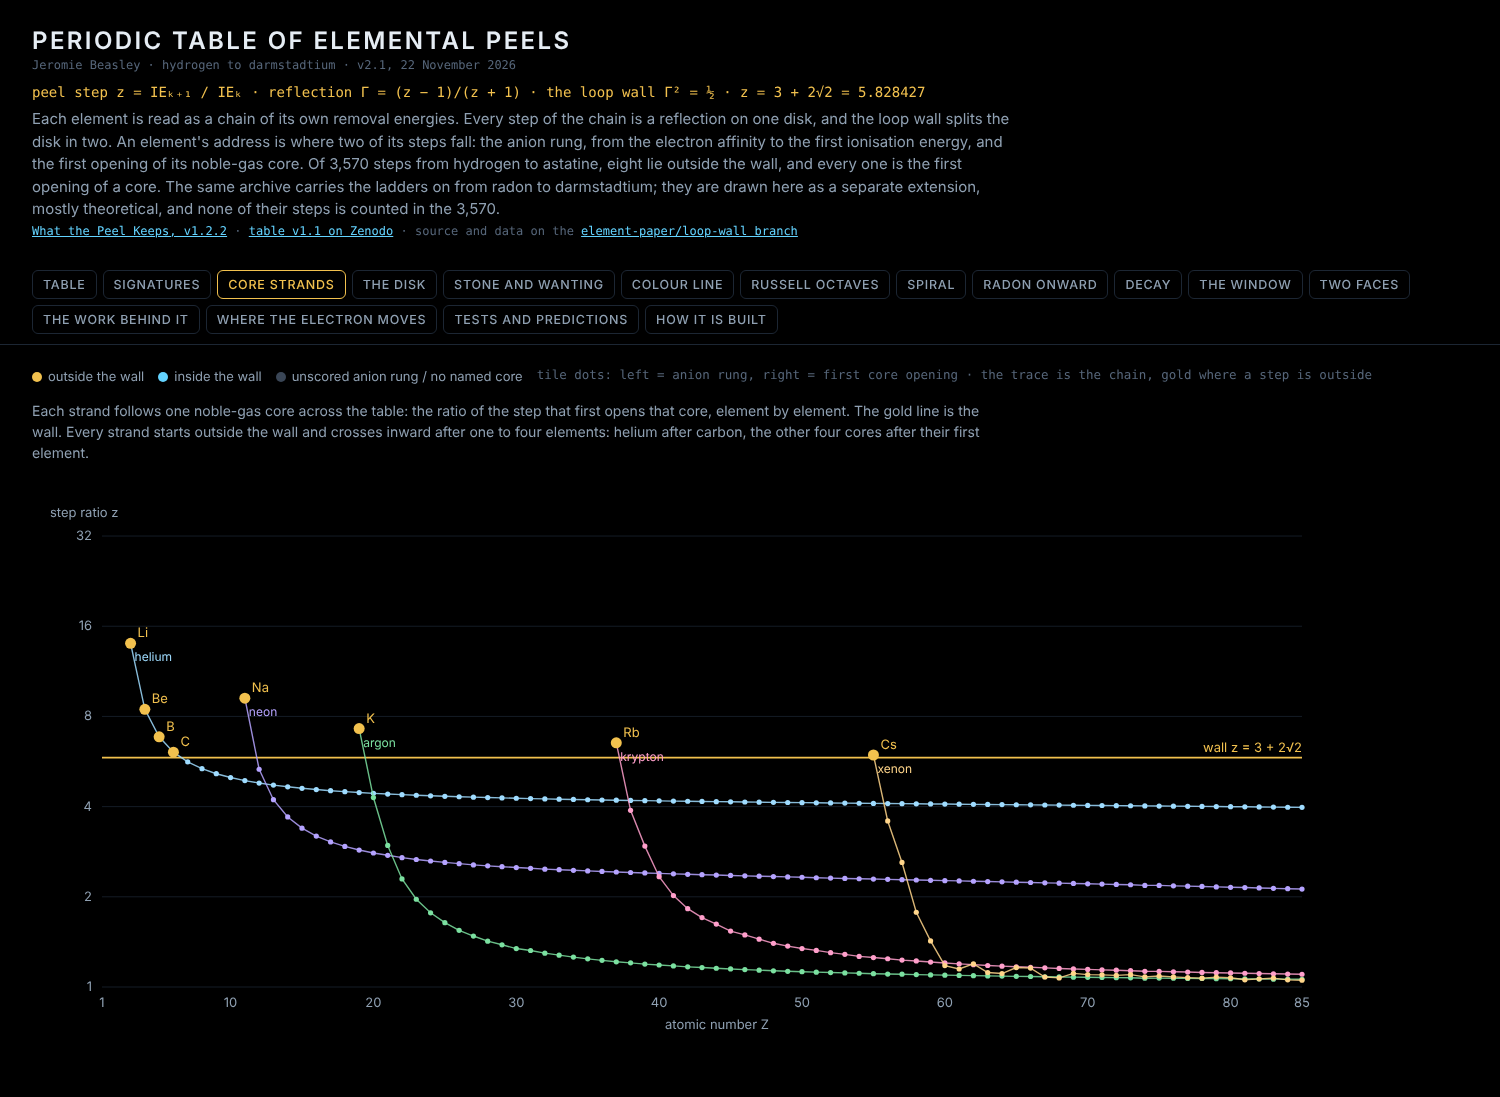 PERIODIC TABLE OF ELEMENTAL PEELS
Jeromie Beasley · hydrogen to darmstadtium · v2.1, 22 November 2026
peel step z = IEₖ₊₁ / IEₖ · reflection Γ = (z − 1)/(z + 1) · the loop wall Γ² = ½ · z = 3 + 2√2 = 5.828427
Each element is read as a chain of its own removal energies. Every step of the chain is a reflection on one disk, and the loop wall splits the
disk in two. An element's address is where two of its steps fall: the anion rung, from the electron affinity to the first ionisation energy, and
the first opening of its noble-gas core. Of 3,570 steps from hydrogen to astatine, eight lie outside the wall, and every one is the first
opening of a core. The same archive carries the ladders on from radon to darmstadtium; they are drawn here as a separate extension,
mostly theoretical, and none of their steps is counted in the 3,570.
What the Peel Keeps, v1.2.2 · table v1.1 on Zenodo · source and data on the element-paper/loop-wall branch
TABLE SIGNATURES CORE STRANDS THE DISK STONE AND WANTING COLOUR LINE RUSSELL OCTAVES SPIRAL RADON ONWARD DECAY THE WINDOW TWO FACES
THE WORK BEHIND IT WHERE THE ELECTRON MOVES TESTS AND PREDICTIONS HOW IT IS BUILT
outside the wall inside the wall unscored anion rung / no named core tile dots: left = anion rung, right = first core opening · the trace is the chain, gold where a step is outside
Each strand follows one noble-gas core across the table: the ratio of the step that first opens that core, element by element. The gold line is the
wall. Every strand starts outside the wall and crosses inward after one to four elements: helium after carbon, the other four cores after their first
element.
step ratio z
32
16
Li
helium
Be
Na
neon
8
B
K
Rb
C
argon
Cs
wall z = 3 + 2√2
krypton
xenon
4
2
1
1 10 20 30 40 50 60 70 80 85
atomic number Z